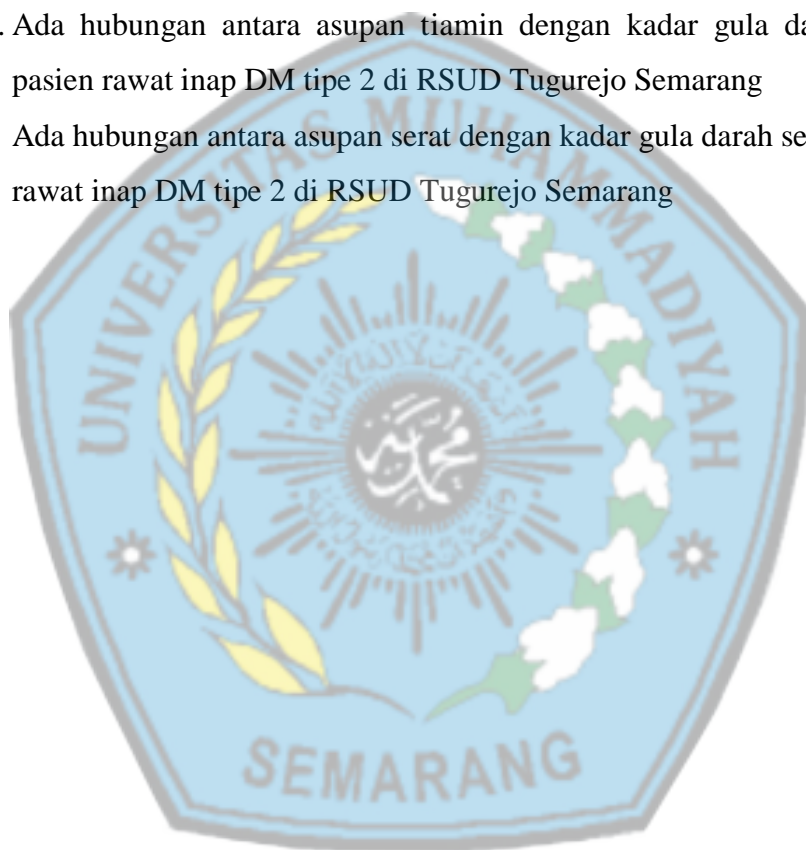 . Ada hubungan antara asupan tiamin dengan kadar gula da
pasien rawat inap DM tipe 2 di RSUD Tugurejo Semarang
Ada hubungan antara asupan serat dengan kadar gula darah se
rawat inap DM tipe 2 di RSUD Tugurejo Semarang
UNIVERSITAS MUHAMMADIYAH
SEMARANG